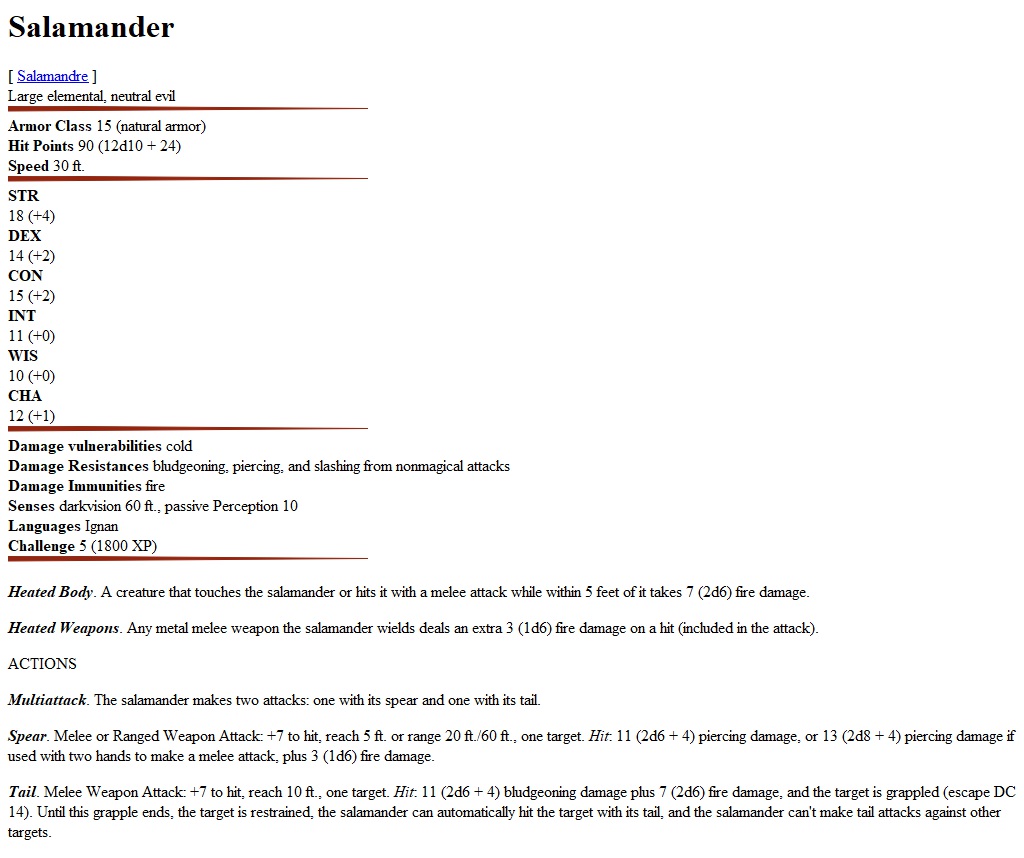 Salamander
[ Salamandre ]
Large elemental, neutral evil
Armor Class 15 (natural armor)
Hit Points 90 (12d10 + 24)
Speed 30 ft.
STR
18 (+4)
DEX
14 (+2)
CON
15 (+2)
INT
11 (+0)
WIS
10 (+0)
CHA
12 (+1)
Damage vulnerabilities cold
Damage Resistances bludgeoning, piercing, and slashing from nonmagical attacks
Damage Immunities fire
Senses darkvision 60 ft., passive Perception 10
Languages Ignan
Challenge 5 (1800 XP)
Heated Body. A creature that touches the salamander or hits it with a melee attack while within 5 feet of it takes 7 (2d6) fire damage.
Heated Weapons. Any metal melee weapon the salamander wields deals an extra 3 (1d6) fire damage on a hit (included in the attack).
ACTIONS
Multiattack. The salamander makes two attacks: one with its spear and one with its tail.
Spear. Melee or Ranged Weapon Attack: +7 to hit, reach 5 ft. or range 20 ft./60 ft., one target. Hit: 11 (2d6 + 4) piercing damage, or 13 (2d8 + 4) piercing damage if
used with two hands to make a melee attack, plus 3 (1d6) fire damage.
Tail. Melee Weapon Attack: +7 to hit, reach 10 ft., one target. Hit: 11 (2d6 + 4) bludgeoning damage plus 7 (2d6) fire damage, and the target is grappled (escape DC
14). Until this grapple ends, the target is restrained, the salamander can automatically hit the target with its tail, and the salamander can't make tail attacks against other
targets.